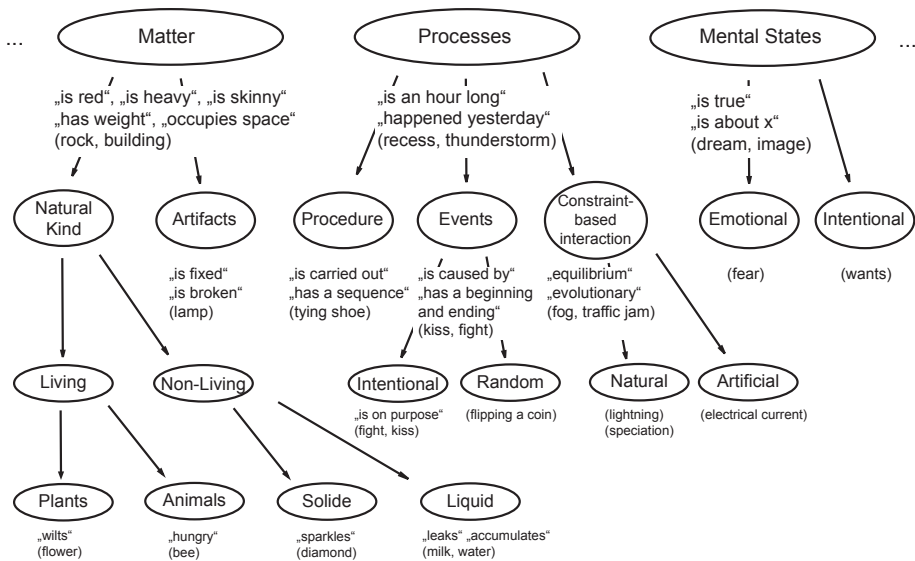 ... Matter Processes Mental States ...
„is red“, „is heavy“, „is skinny“
„has weight“, „occupies space“
(rock, building)
„is an hour long“
„happened yesterday“
(recess, thunderstorm)
„is true“
„is about x“
(dream, image)
Natural
Kind
Artifacts
Procedure
Events
Constraint-
based
interaction
Emotional
Intentional
„is fixed“
„is broken“
(lamp)
„is carried out“
„has a sequence“
(tying shoe)
„is caused by“
„has a beginning
and ending“
(kiss, fight)
„equilibrium“
„evolutionary“
(fog, traffic jam)
(fear)
(wants)
Living
Non-Living
Intentional
Random
Natural
Artificial
„is on purpose“
(fight, kiss)
(flipping a coin)
(lightning)
(speciation)
(electrical current)
Plants
Animals
Solide
Liquid
„wilts“
(flower)
„hungry“
(bee)
„sparkles“
(diamond)
„leaks“ „accumulates“
(milk, water)